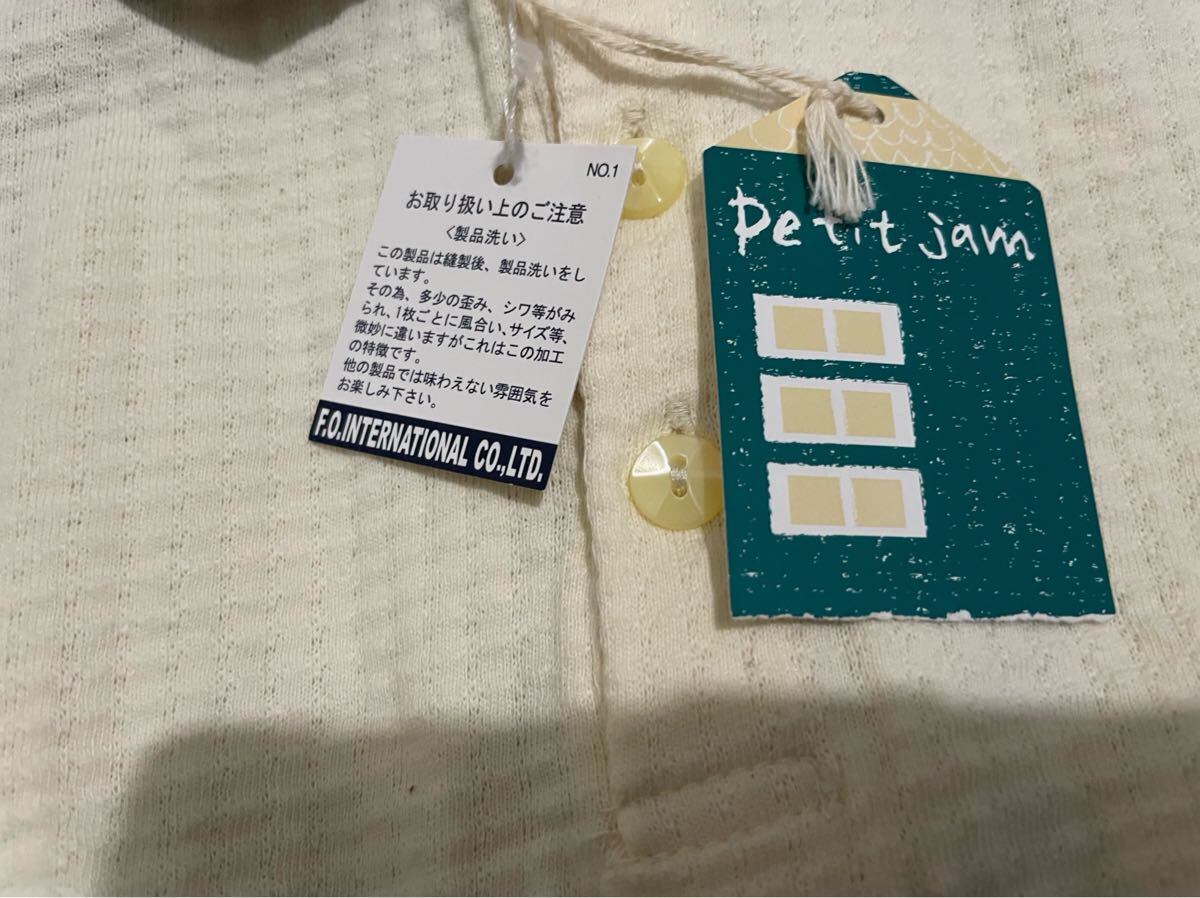 NO.1
お取り扱い上のご注意
〈製品洗い〉
この製品は縫製後、製品洗いをし
ています。
その為、多少の歪み、シワ等がみ
られ、1枚ごとに風合い、サイズ等、
微妙に違いますがこれはこの加工
の特徴です。
他の製品では味わえない雰囲気を
お楽しみ下さい。
F.O.INTERNATIONAL CO.,LTD.
Petit jam